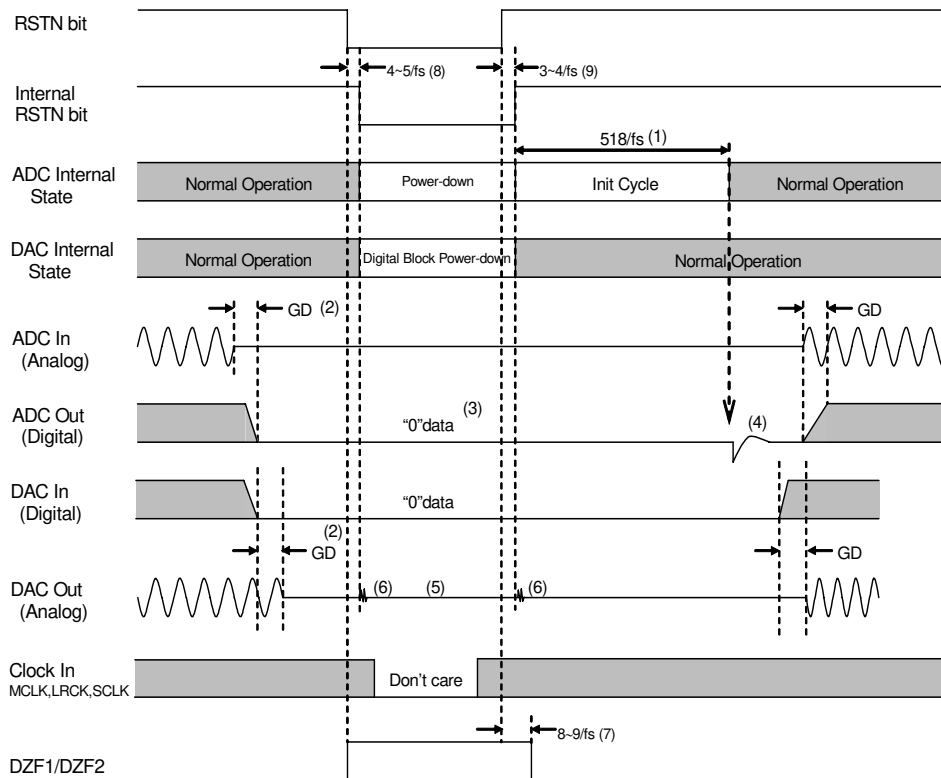 RSTN bit
4~5/fs (8)
3~4/fs (9)
Internal
RSTN bit
518/fs (1)
ADC Internal
State
Normal Operation
Power-down
Init Cycle
Normal Operation
DAC Internal
State
Normal Operation
Digital Block Power-down
Normal Operation
GD (2)
GD
ADC In
(Analog)
ADC Out
(Digital)
“0”data
(3)
(4)
DAC In
(Digital)
“0”data
(2)
GD
GD
DAC Out
(Analog)
(6)
(5)
(6)
Clock In
MCLK,LRCK,SCLK
Don’t care
8~9/fs (7)
DZF1/DZF2